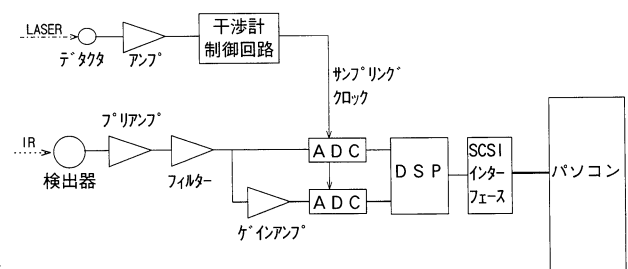 LASER
ﾃﾞﾀｸﾀ
ｱﾝﾌﾟ
干渉計
制御回路
ｻﾝﾌﾟﾘﾝｸﾞ
ｸﾛｯｸ
IR
検出器
ﾌﾟﾘｱﾝﾌﾟ
ﾌｨﾙﾀｰ
ADC
ｹﾞｲﾝｱﾝﾌﾟ
ADC
DSP
SCSI
ｲﾝﾀｰ
ﾌｪｰｽ
パソコン